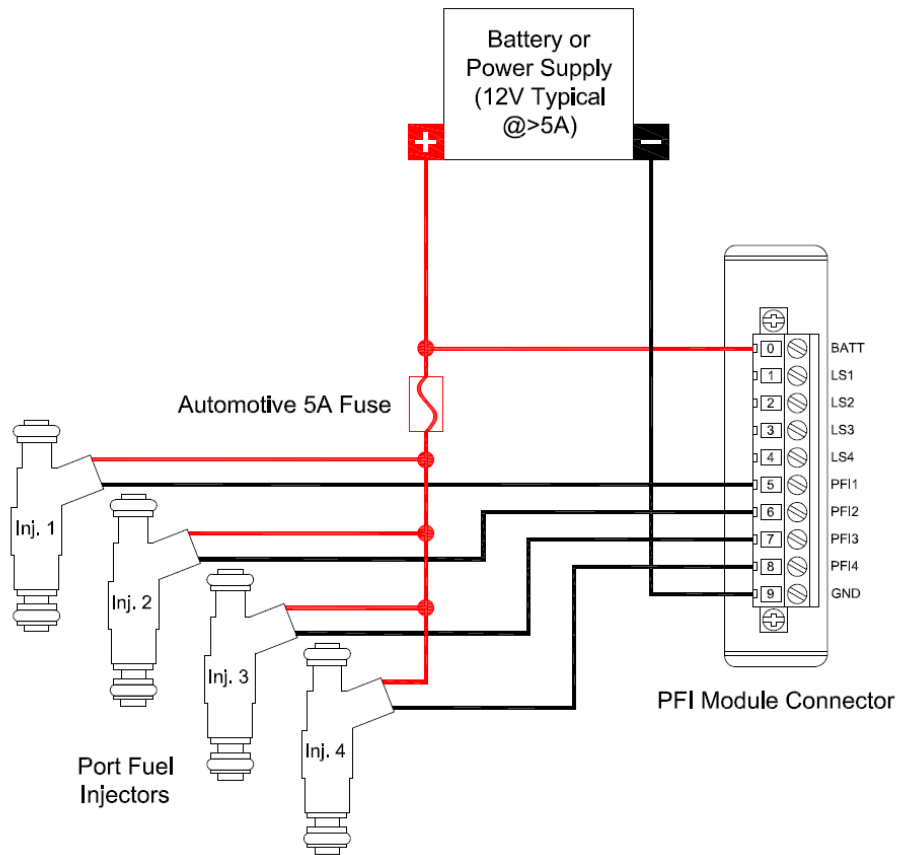 Battery or
Power Supply
(12V Typical
@>5A)
+
−
0 BATT
1 LS1
2 LS2
3 LS3
4 LS4
5 PFI1
6 PFI2
7 PFI3
8 PFI4
9 GND
Automotive 5A Fuse
Inj. 1
Inj. 2
Inj. 3
Inj. 4
PFI Module Connector
Port Fuel
Injectors